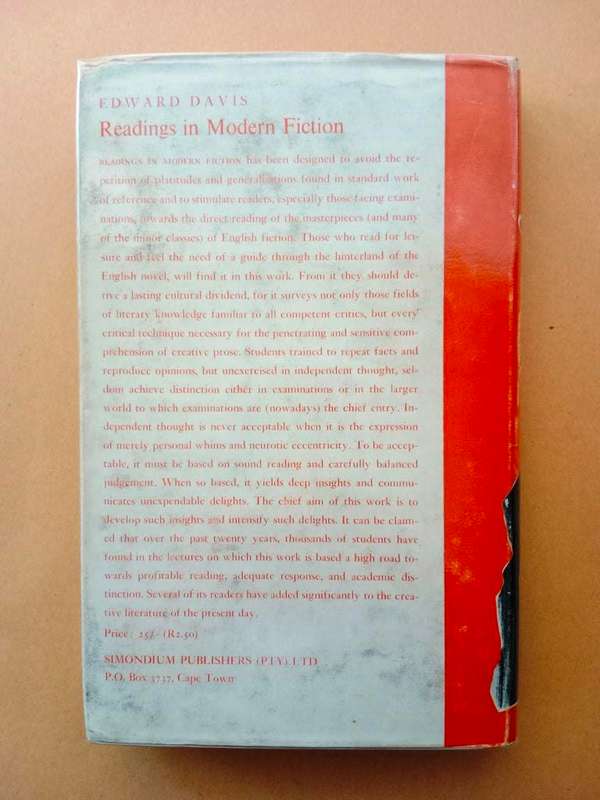 EDWARD DAVIS
Readings in Modern Fiction
READINGS IN MODERN FICTION has been designed to avoid the re-
petition of platitudes and generalisations found in standard work
of reference and to stimulate readers, especially those facing exami-
nations, towards the direct reading of the masterpieces (and many
of the minor classes) of English fiction. Those who read for lei-
sure and feel the need of a guide through the hinterland of the
English novel, will find it in this work. From it they should de-
rive a lasting cultural dividend, for it surveys not only those fields
of literary knowledge familiar to all competent critics, but every
critical technique necessary for the penetrating and sensitive com-
prehension of creative prose. Students trained to repeat facts and
reproduce opinions, but unexercised in independent thought, sel-
dom achieve distinction either in examinations or in the larger
world to which examinations are (nowadays) the chief entry. In-
dependent thought is never acceptable when it is the expression
of merely personal whims and neurotic eccentricity. To be accep-
table, it must be based on sound reading and carefully balanced
judgement. When so based, it yields deep insights and commu-
nicates unexpendable delights. The chief aim of this work is to
develop such insights and intensify such delights. It can be claim-
ed that over the past twenty years, thousands of students have
found in the lectures on which this work is based a high road to-
wards profitable reading, adequate response, and academic dis-
tinction. Several of its readers have added significantly to the crea-
tive literature of the present day.
Price: 25/- (R2.50)
SIMONDIUM PUBLISHERS (PTY) LTD
P.O. Box 3737, Cape Town